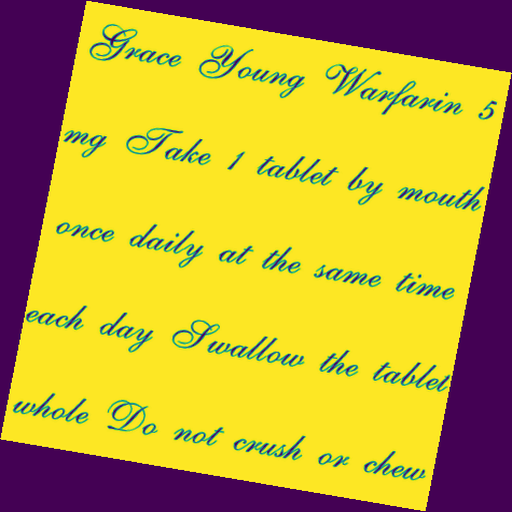 Grace Young Warfarin 5
mg Take 1 tablet by mouth
once daily at the same time
each day Swallow the tablet
whole Do not crush or chew